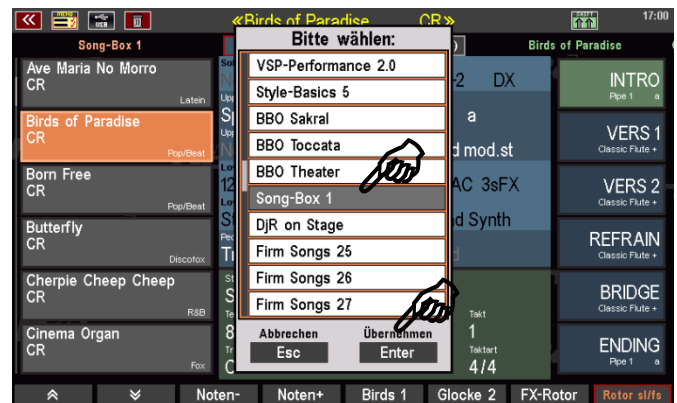 «Birds of Paradise CR»
17:00
Song-Box 1
Birds of Paradise
Bitte wählen:
VSP-Performance 2.0
Style-Basics 5
BBO Sakral
BBO Toccata
BBO Theater
Song-Box 1
DjR on Stage
Firm Songs 25
Firm Songs 26
Firm Songs 27
Abbrechen Übernehmen
Esc Enter
Ave Maria No Morro
CR
Latein
Birds of Paradise
CR
Pop/Beat
Born Free
CR
Pop/Beat
Butterfly
CR
Discofox
Cherpie Cheep Cheep
CR
R&B
Cinema Organ
CR
Fox
-2 DX
a
d mod.st
12
AC 3sFX
nd Synth
Takt
8
1
Taktart
4/4
INTRO
Pipe 1 a
VERS 1
Classic Flute +
VERS 2
Classic Flute +
REFRAIN
Classic Flute +
BRIDGE
Classic Flute +
ENDING
Pipe 1 a
Noten- Noten+ Birds 1 Glocke 2 FX-Rotor Rotor sl/fs